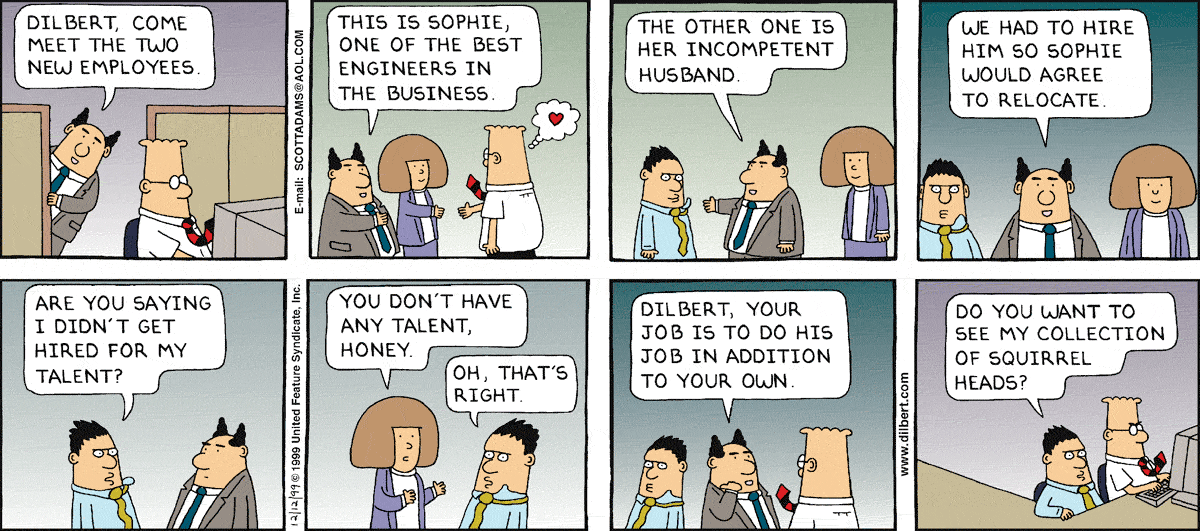 DILBERT, COME
MEET THE TWO
NEW EMPLOYEES.
E-mail: SCOTTADAMS@AOL.COM
THIS IS SOPHIE,
ONE OF THE BEST
ENGINEERS IN
THE BUSINESS.
THE OTHER ONE IS
HER INCOMPETENT
HUSBAND.
WE HAD TO HIRE
HIM SO SOPHIE
WOULD AGREE
TO RELOCATE.
ARE YOU SAYING
I DIDN'T GET
HIRED FOR MY
TALENT?
12/12/99 © 1999 United Feature Syndicate, Inc.
YOU DON'T HAVE
ANY TALENT,
HONEY.
OH, THAT'S
RIGHT.
DILBERT, YOUR
JOB IS TO DO HIS
JOB IN ADDITION
TO YOUR OWN.
www.dilbert.com
DO YOU WANT TO
SEE MY COLLECTION
OF SQUIRREL
HEADS?